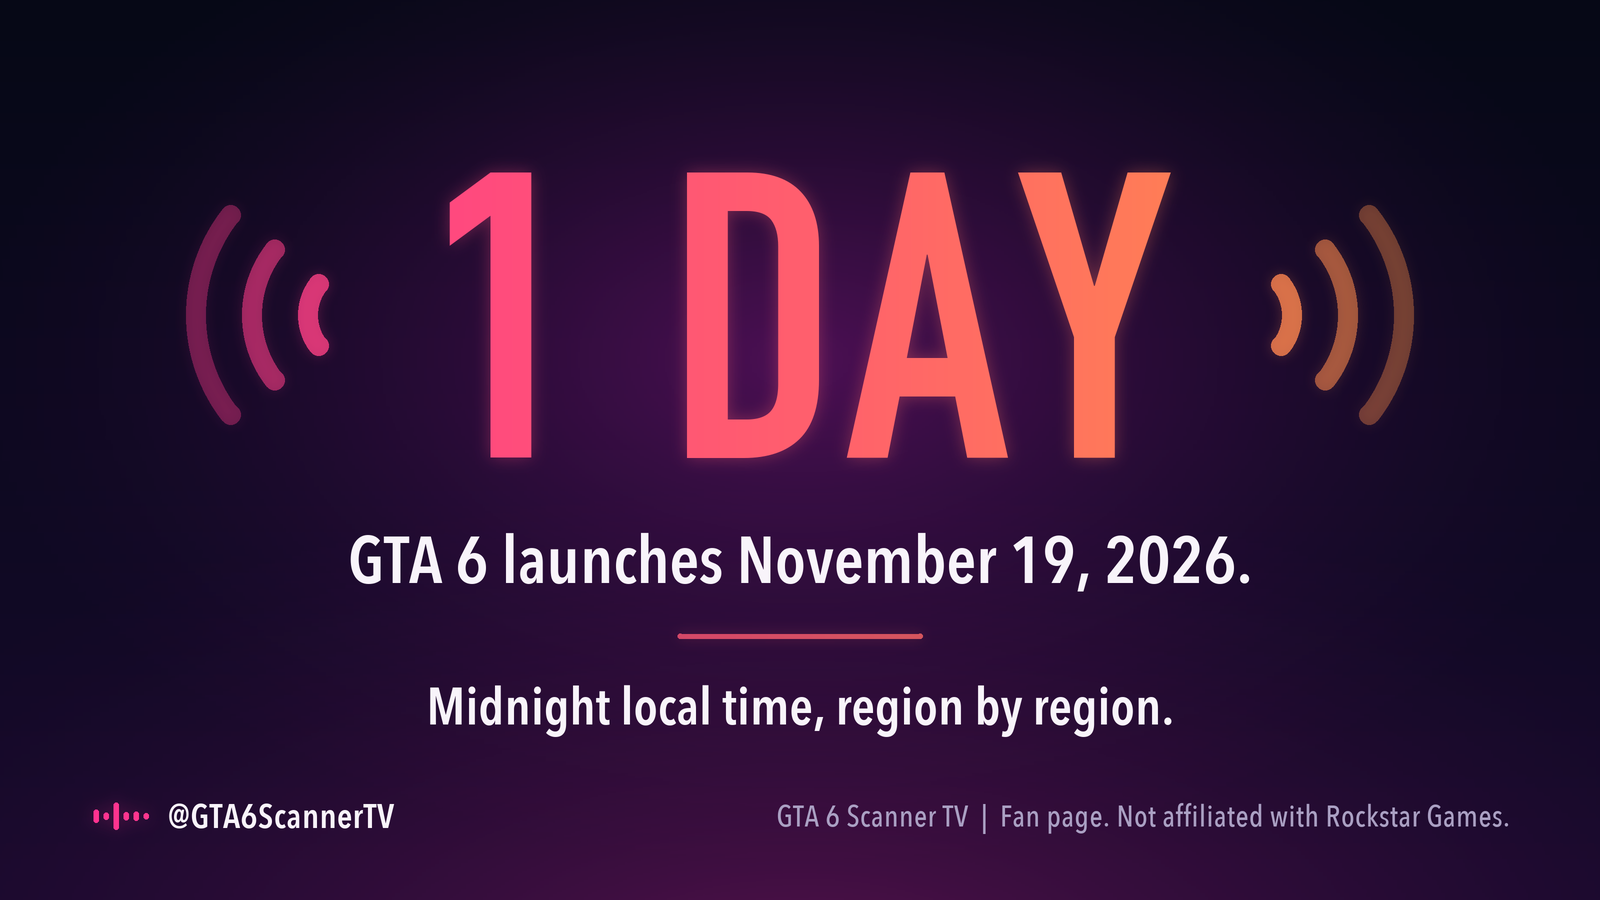 1 DAY
GTA 6 launches November 19, 2026.
Midnight local time, region by region.
@GTA6ScannerTV
GTA 6 Scanner TV | Fan page. Not affiliated with Rockstar Games.